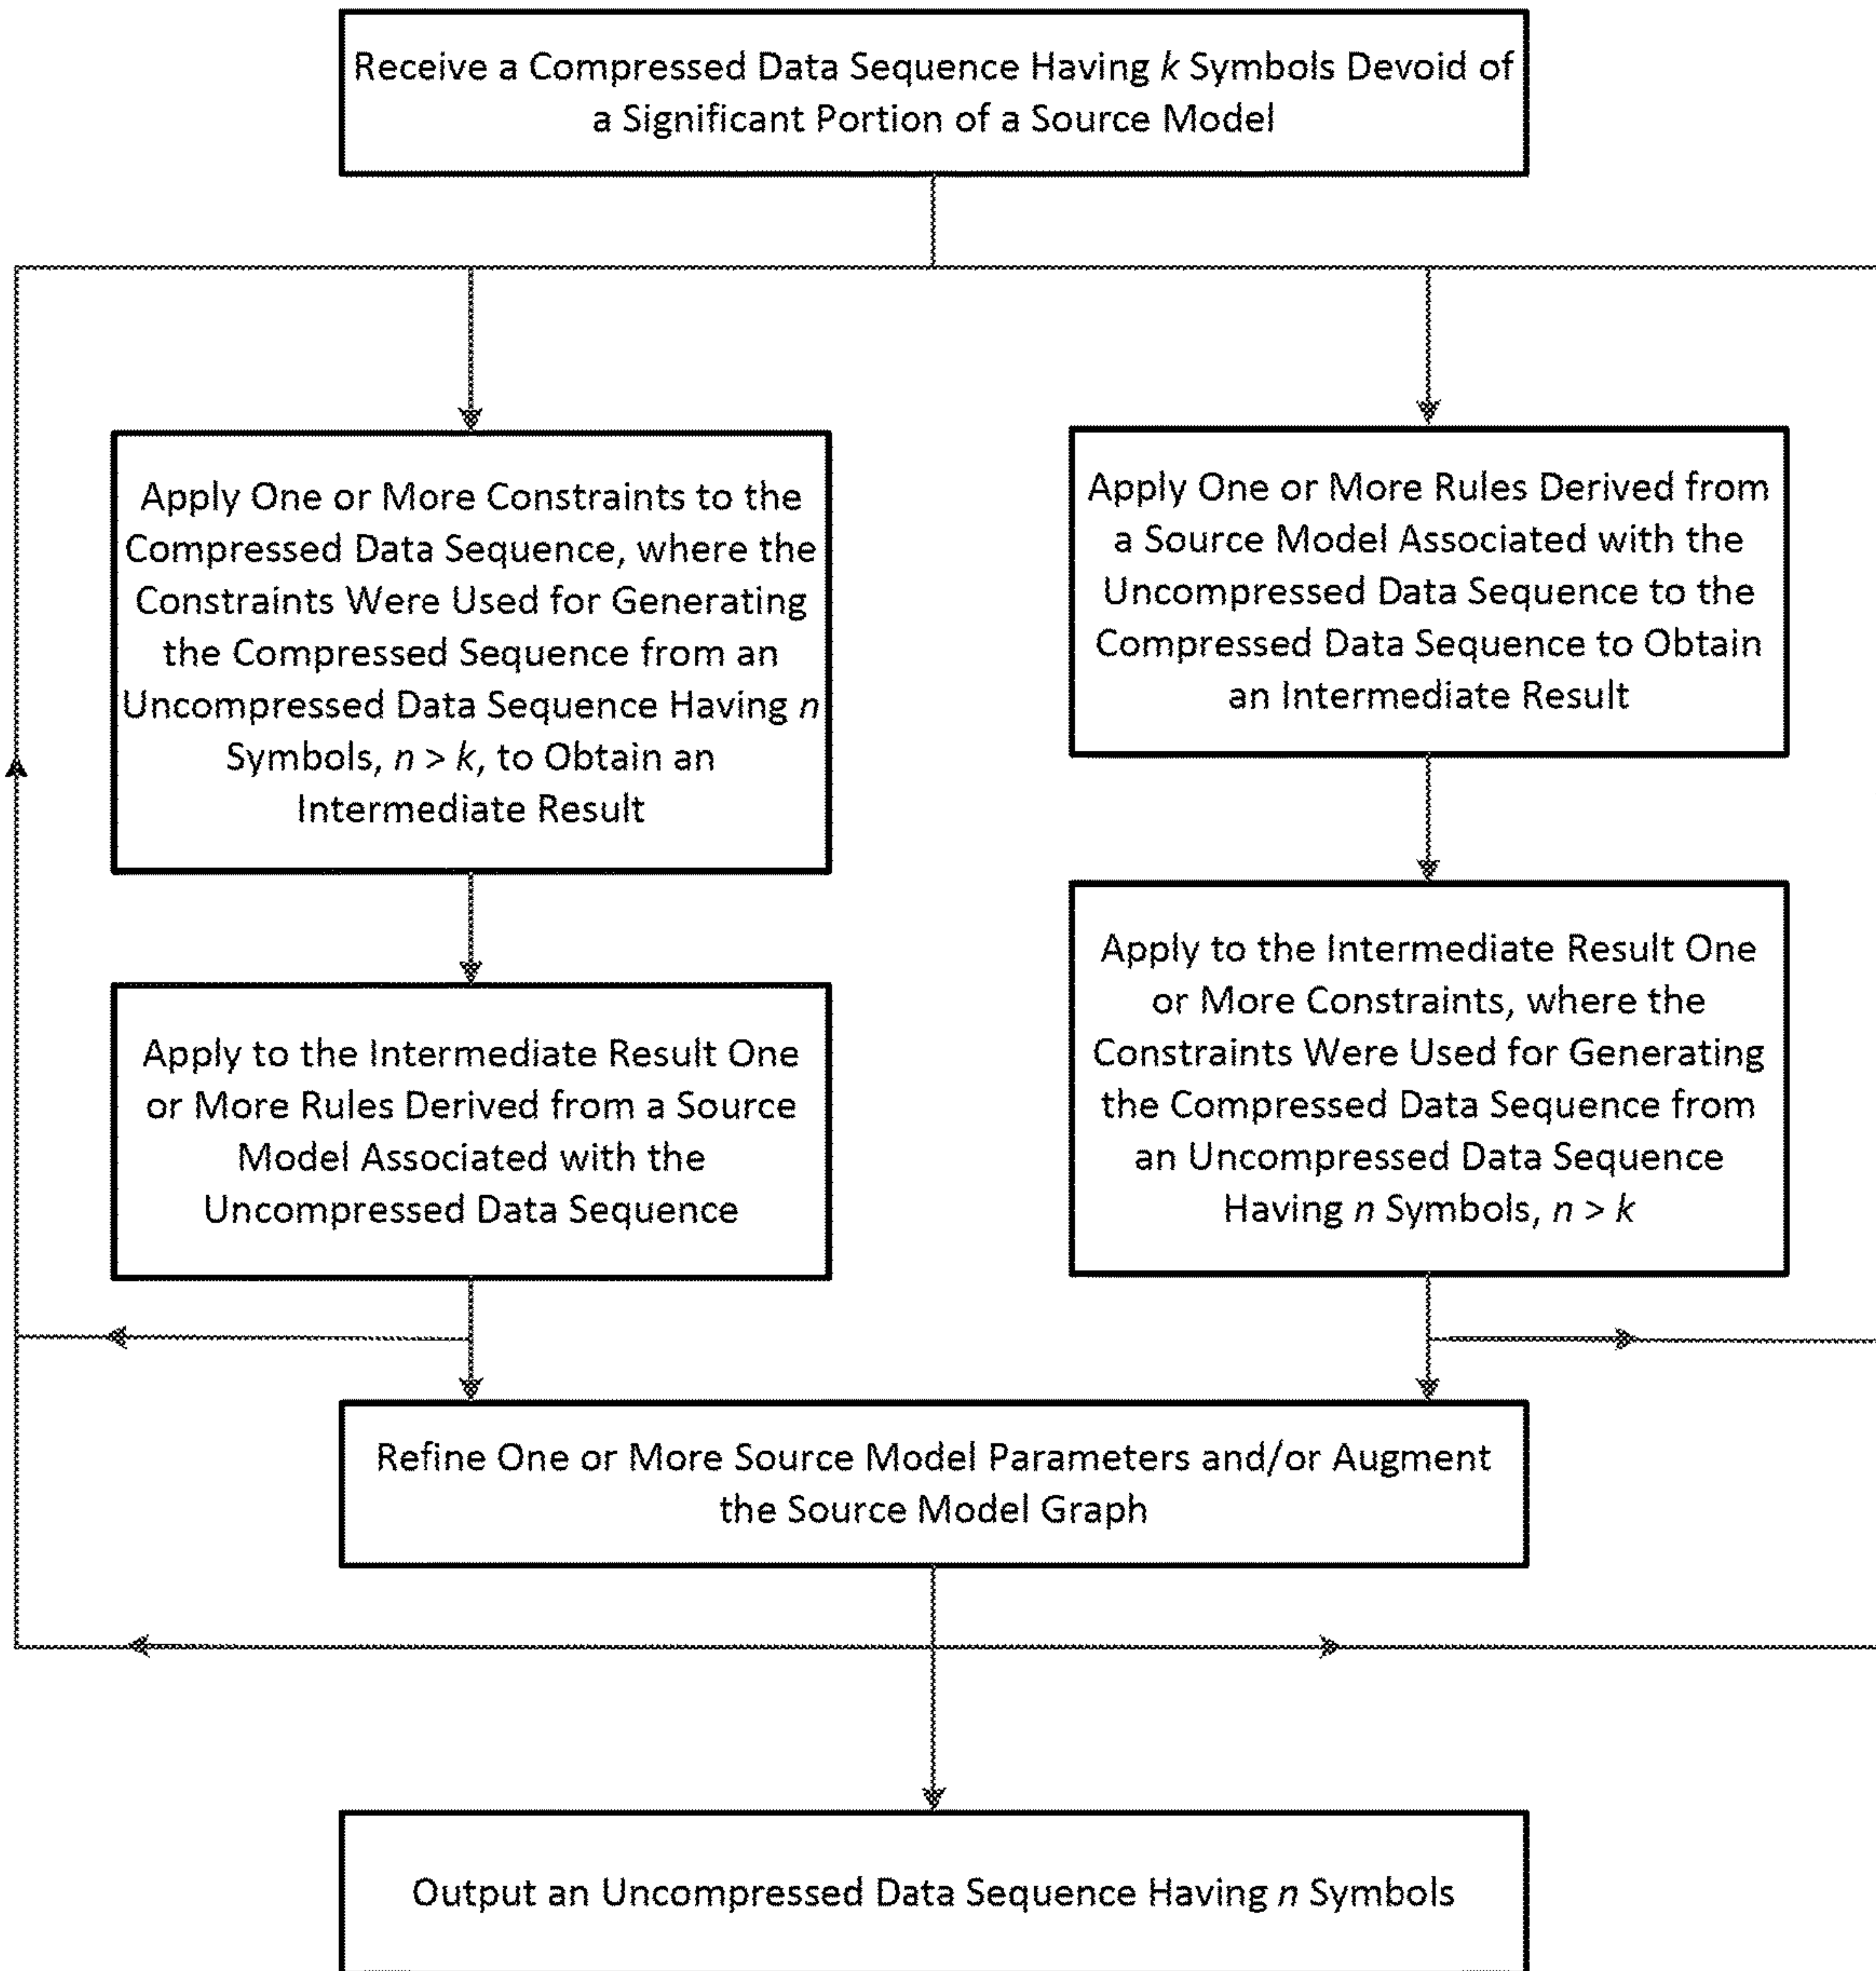 Receive a Compressed Data Sequence Having k Symbols Devoid of
a Significant Portion of a Source Model
Apply One or More Constraints to the
Compressed Data Sequence, where the
Constraints Were Used for Generating
the Compressed Sequence from an
Uncompressed Data Sequence Having n
Symbols, n > k, to Obtain an
Intermediate Result
Apply to the Intermediate Result One
or More Rules Derived from a Source
Model Associated with the
Uncompressed Data Sequence
Apply One or More Rules Derived from
a Source Model Associated with the
Uncompressed Data Sequence to the
Compressed Data Sequence to Obtain
an Intermediate Result
Apply to the Intermediate Result One
or More Constraints, where the
Constraints Were Used for Generating
the Compressed Data Sequence from
an Uncompressed Data Sequence
Having n Symbols, n > k
Refine One or More Source Model Parameters and/or Augment
the Source Model Graph
Output an Uncompressed Data Sequence Having n Symbols